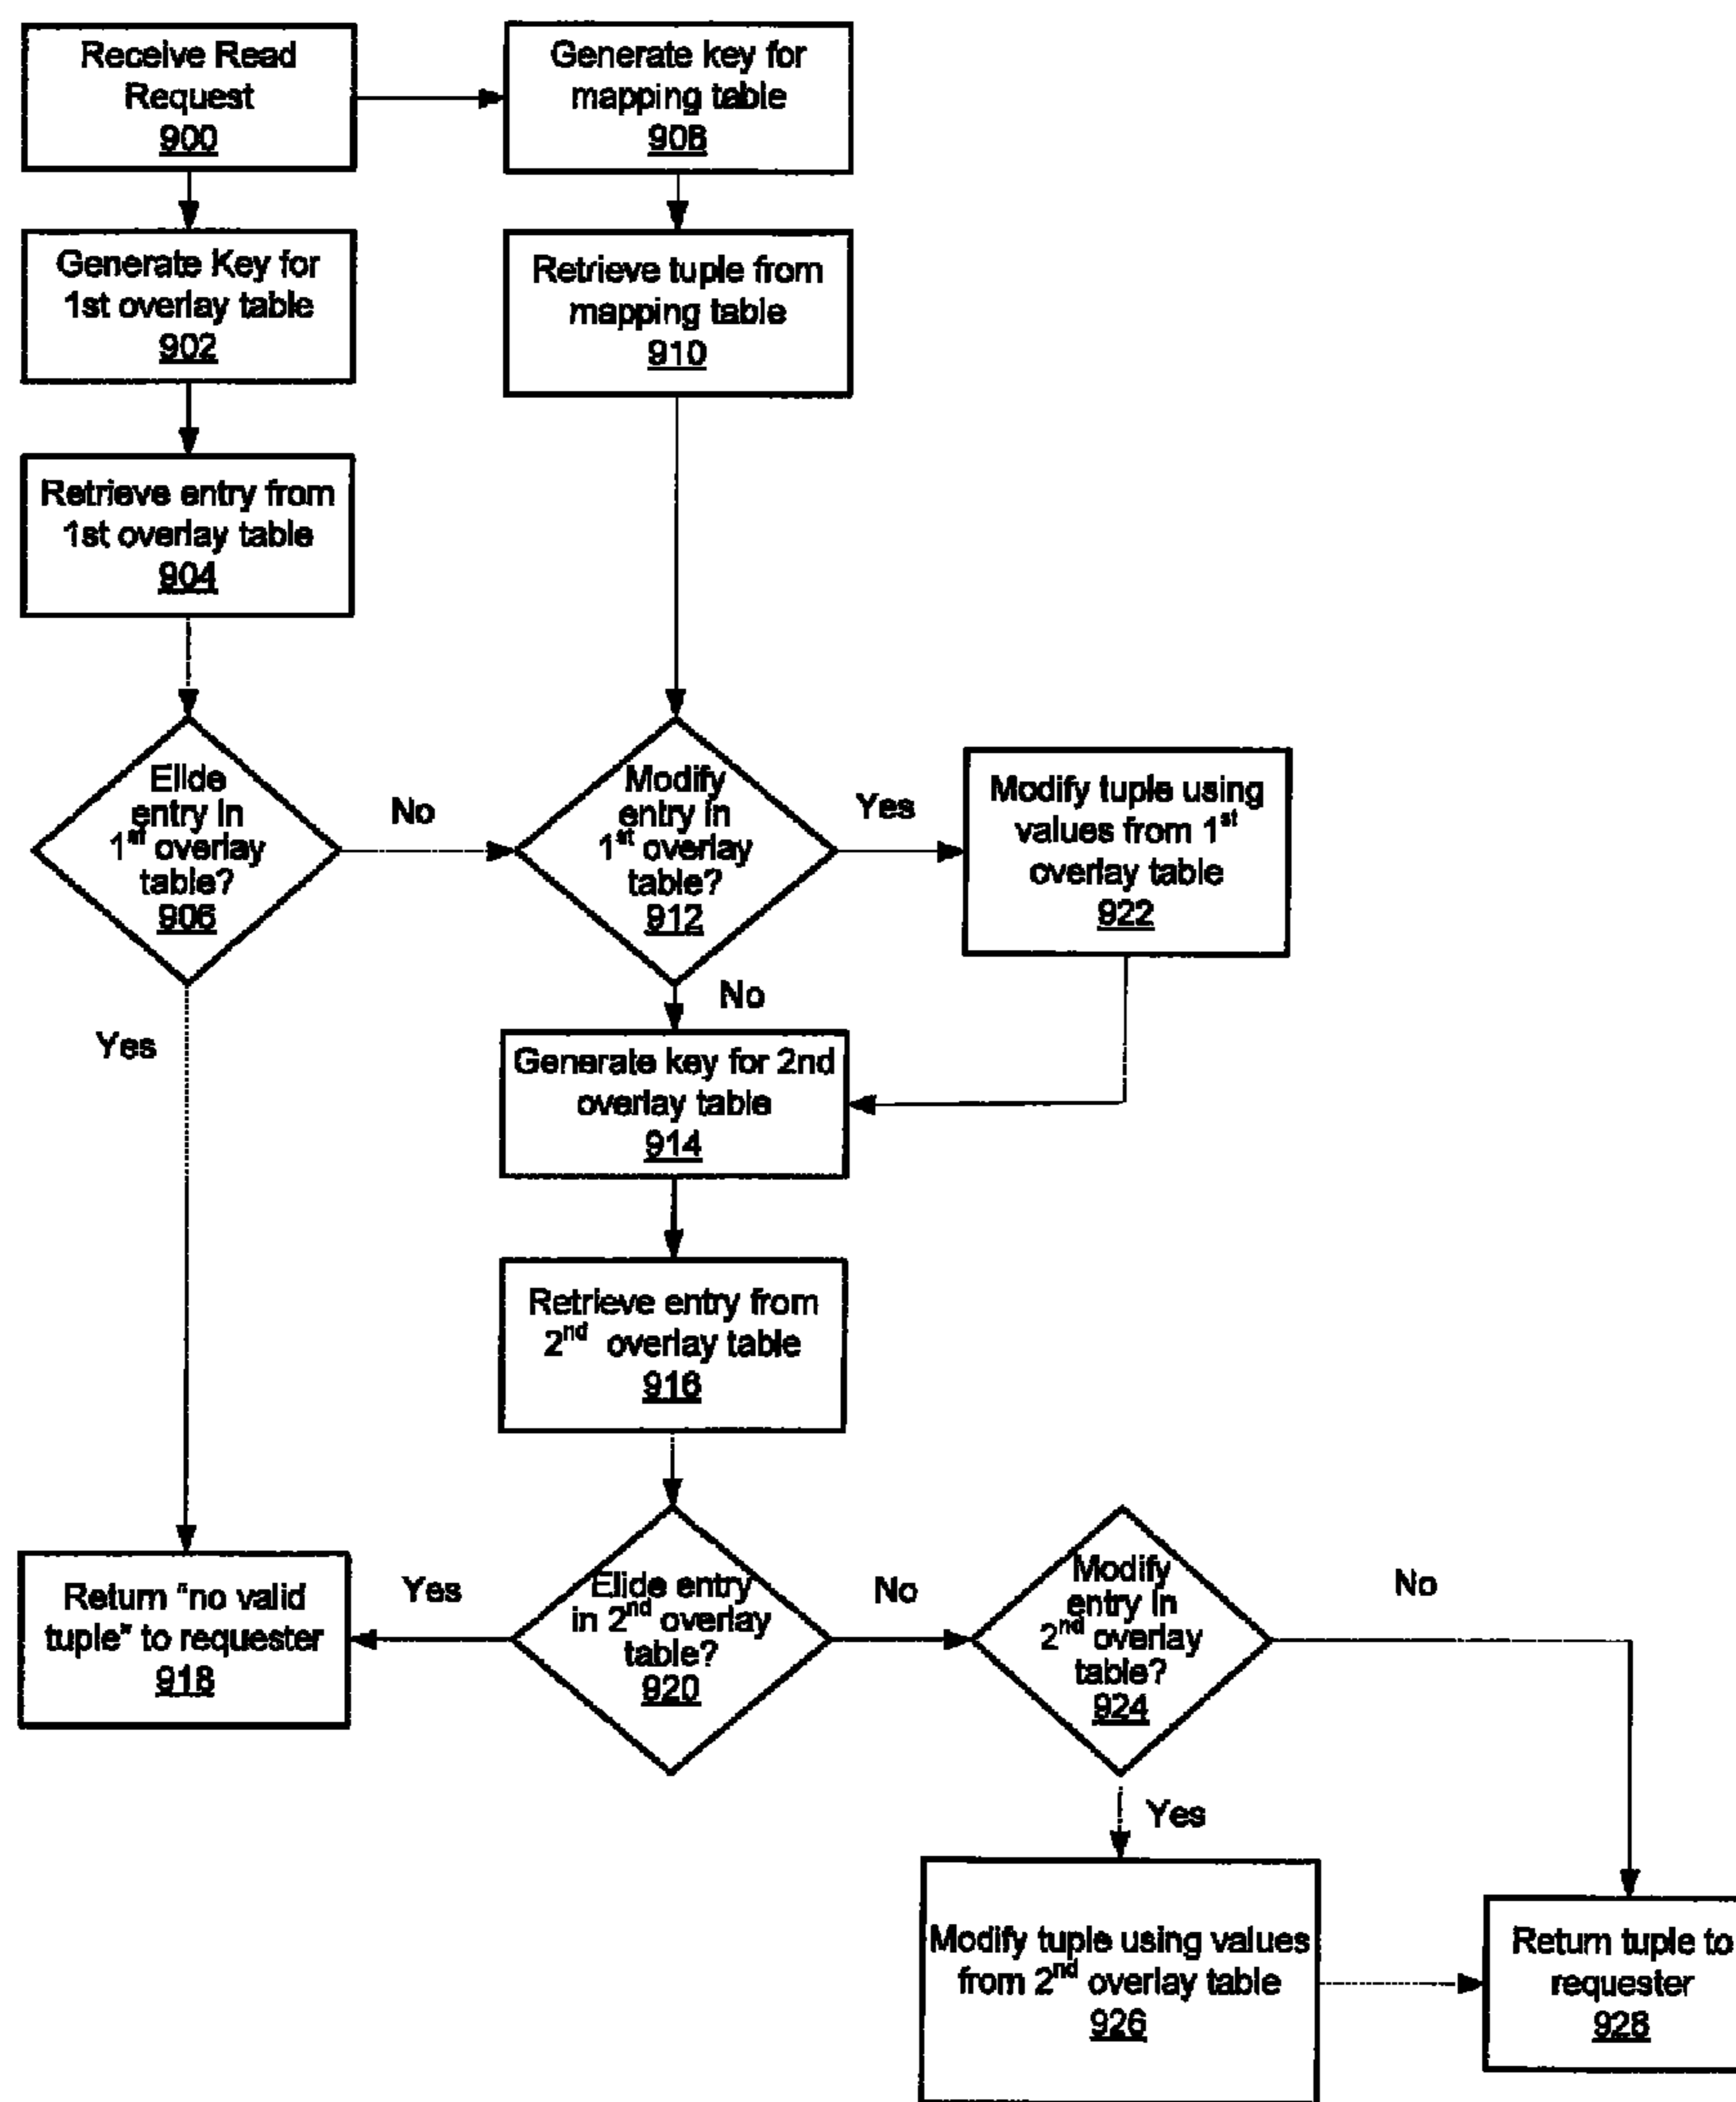 Receive Read
Request
900
Generate key for
mapping table
908
Generate Key for
1st overlay table
902
Retrieve tuple from
mapping table
910
Retrieve entry from
1st overlay table
904
Elide
entry in
1st overlay
table?
906
No
Modify
entry in
1st overlay
table?
912
Yes
Modify tuple using
values from 1st
overlay table
922
Yes
No
Generate key for 2nd
overlay table
914
Retrieve entry from
2nd overlay table
916
Return "no valid
tuple" to requester
918
Yes
Elide entry
in 2nd overlay
table?
920
No
Modify
entry in
2nd overlay
table?
924
No
Yes
Modify tuple using values
from 2nd overlay table
926
Return tuple to
requester
928